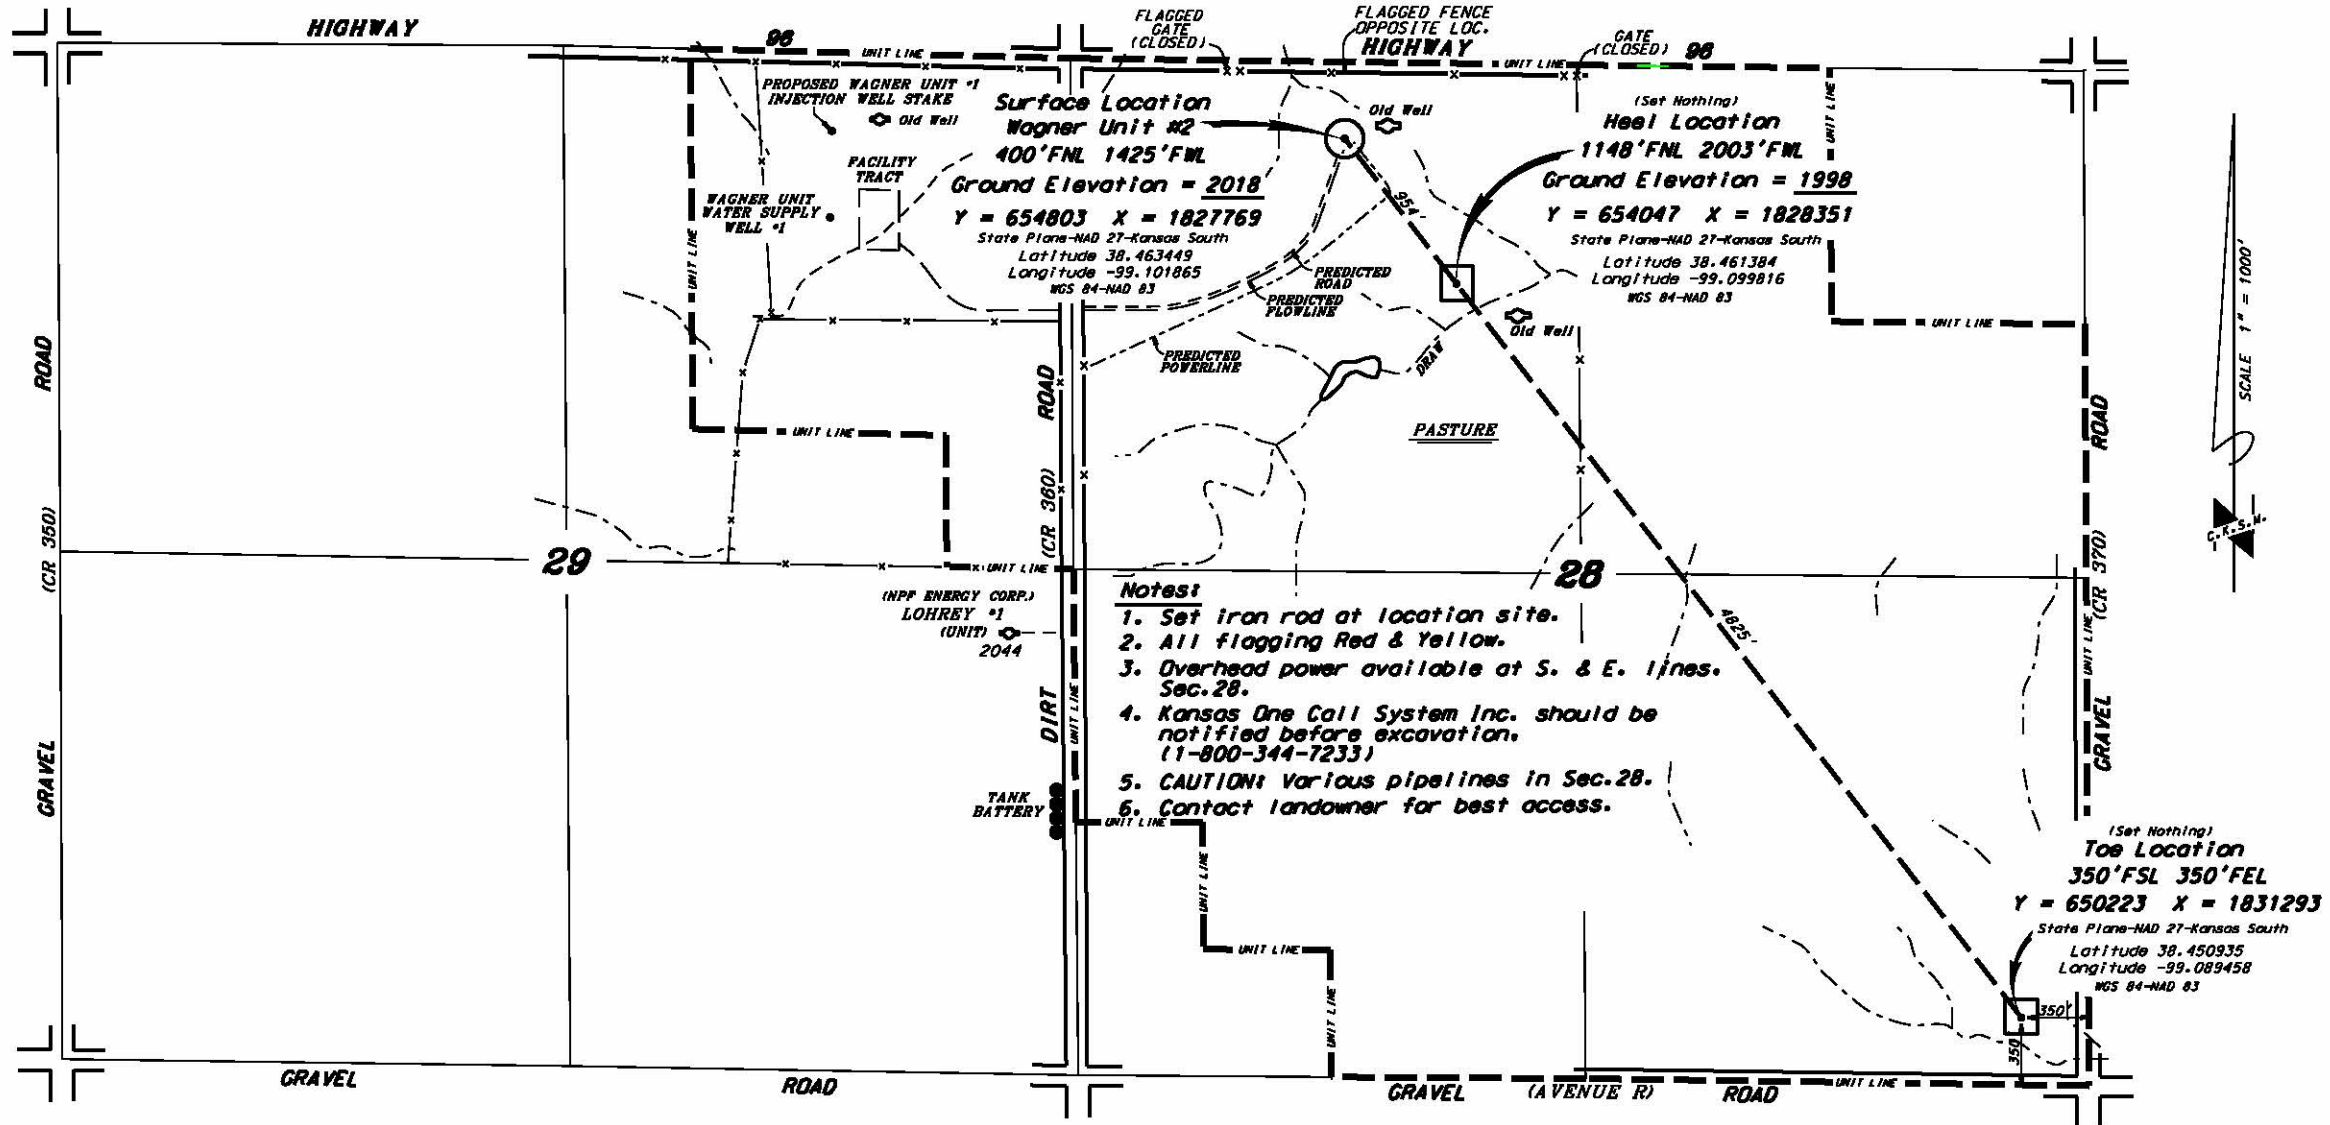 HIGHWAY
96
UNIT LINE
FLAGGED
GATE
(CLOSED)
FLAGGED FENCE
OPPOSITE LOC.
HIGHWAY
UNIT LINE
GATE
(CLOSED)
96
PROPOSED WAGNER UNIT #1
INJECTION WELL STAKE
Old Well
FACILITY
TRACT
WAGNER UNIT
WATER SUPPLY
WELL #1
UNIT LINE
Surface Location
Wagner Unit #2
400'FNL 1425'FWL
Ground Elevation = 2018
Y = 654803 X = 1827769
State Plane-NAD 27-Kansas South
Latitude 38.463449
Longitude -99.101865
WGS 84-NAD 83
Old Well
954'
(Set Nothing)
Heel Location
1148'FNL 2003'FWL
Ground Elevation = 1998
Y = 654047 X = 1828351
State Plane-NAD 27-Kansas South
Latitude 38.461384
Longitude -99.099816
WGS 84-NAD 83
UNIT LINE
UNIT LINE
SCALE 1" = 1000'
PREDICTED
ROAD
PREDICTED
FLOWLINE
PREDICTED
POWERLINE
Old Well
DRAW
PASTURE
ROAD
(CR 350)
GRAVEL
UNIT LINE
ROAD
(CR 360)
DIRT
ROAD
(CR 370)
UNIT LINE
GRAVEL
C.K.S.M.
29
UNIT LINE
28
(NPF ENERGY CORP.)
LOHREY #1
(UNIT)
2044
UNIT LINE
TANK
BATTERY
Notes:
1. Set iron rod at location site.
2. All flagging Red & Yellow.
3. Overhead power available at S. & E. lines.
Sec.28.
4. Kansas One Call System Inc. should be
notified before excavation.
(1-800-344-7233)
5. CAUTION: Various pipelines in Sec.28.
6. Contact landowner for best access.
4825'
UNIT LINE
UNIT LINE
UNIT LINE
UNIT LINE
(Set Nothing)
Toe Location
350'FSL 350'FEL
Y = 650223 X = 1831293
State Plane-NAD 27-Kansas South
Latitude 38.450935
Longitude -99.089458
WGS 84-NAD 83
350'
350'
GRAVEL
ROAD
GRAVEL
(AVENUE R)
ROAD
UNIT LINE